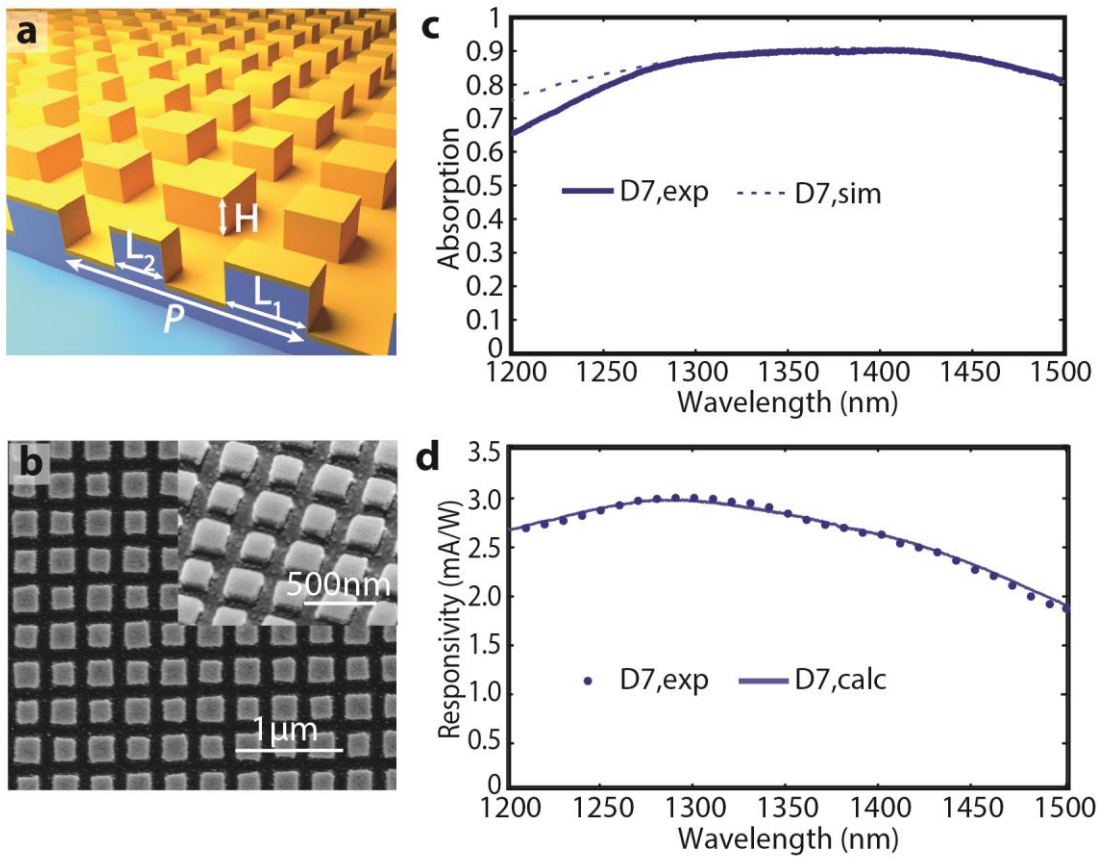 a
H
L2
L1
P
b
500nm
1µm
c
1
0.9
0.8
0.7
0.6
0.5
0.4
0.3
0.2
0.1
0
Absorption
D7,exp D7,sim
1200 1250 1300 1350 1400 1450 1500
Wavelength (nm)
d
3.5
3.0
2.5
2.0
1.5
1.0
0.5
0
Responsivity (mA/W)
D7,exp D7,calc
1200 1250 1300 1350 1400 1450 1500
Wavelength (nm)